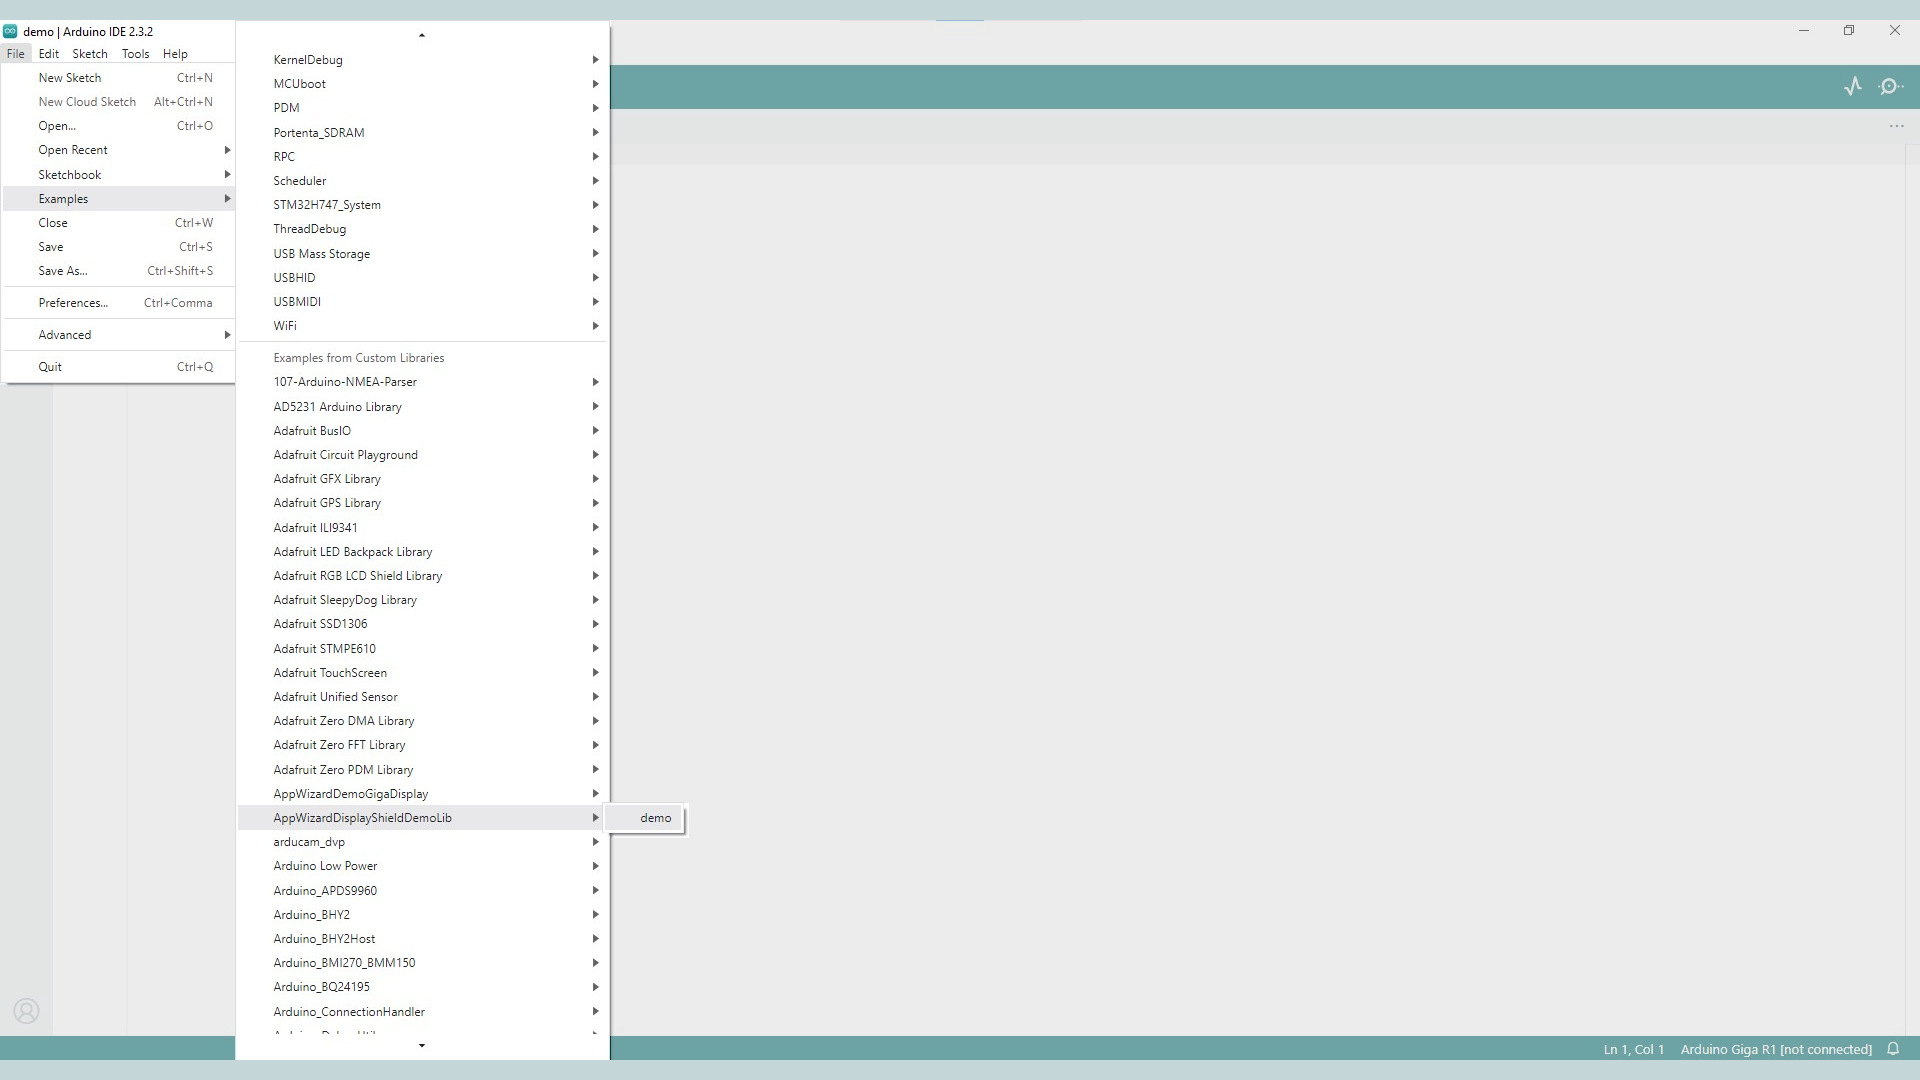 demo | Arduino IDE 2.3.2
File Edit Sketch Tools Help
New Sketch Ctrl+N
New Cloud Sketch Alt+Ctrl+N
Open... Ctrl+O
Open Recent
Sketchbook
Examples
Close Ctrl+W
Save Ctrl+S
Save As... Ctrl+Shift+S
Preferences... Ctrl+Comma
Advanced
Quit Ctrl+Q
KernelDebug
MCUboot
PDM
Portenta_SDRAM
RPC
Scheduler
STM32H747_System
ThreadDebug
USB Mass Storage
USBHID
USBMIDI
WiFi
Examples from Custom Libraries
107-Arduino-NMEA-Parser
AD5231 Arduino Library
Adafruit BusIO
Adafruit Circuit Playground
Adafruit GFX Library
Adafruit GPS Library
Adafruit ILI9341
Adafruit LED Backpack Library
Adafruit RGB LCD Shield Library
Adafruit SleepyDog Library
Adafruit SSD1306
Adafruit STMPE610
Adafruit TouchScreen
Adafruit Unified Sensor
Adafruit Zero DMA Library
Adafruit Zero FFT Library
Adafruit Zero PDM Library
AppWizardDemoGigaDisplay
AppWizardDisplayShieldDemoLib
demo
arducam_dvp
Arduino Low Power
Arduino_APDS9960
Arduino_BHY2
Arduino_BHY2Host
Arduino_BMI270_BMM150
Arduino_BQ24195
Arduino_ConnectionHandler
Ln 1, Col 1 Arduino Giga R1 [not connected]